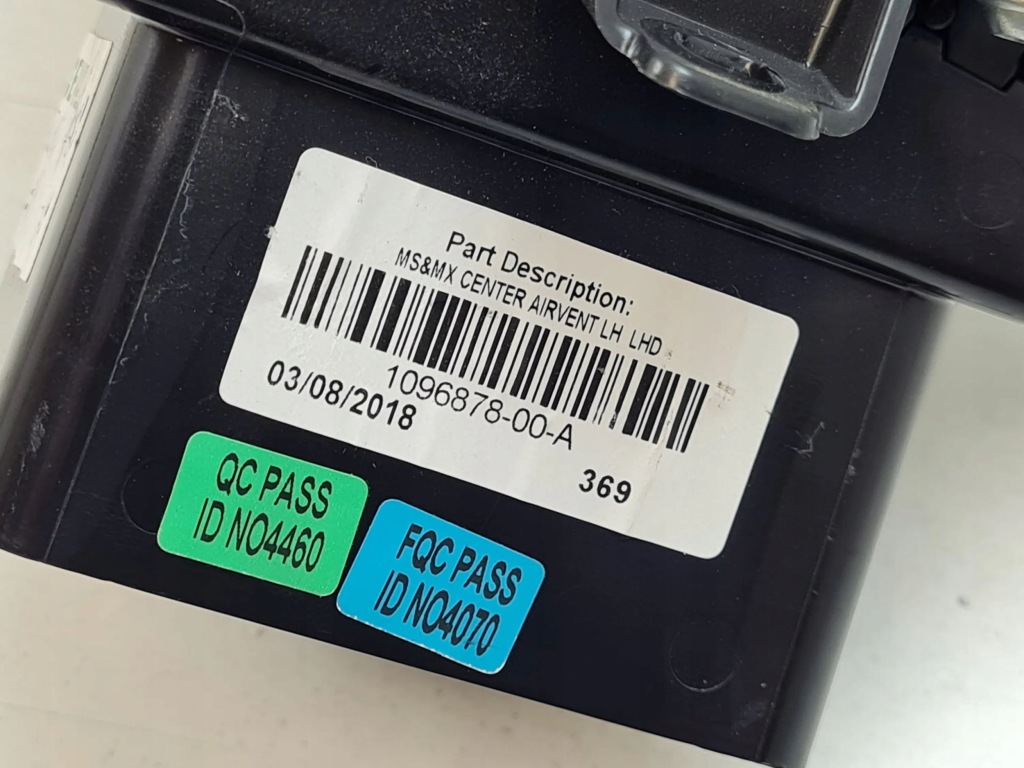 Part Description:
MS&MX CENTER AIRVENT LH LHD
1096878-00-A
03/08/2018
369
QC PASS
ID NO4460
FQC PASS
ID NO4070